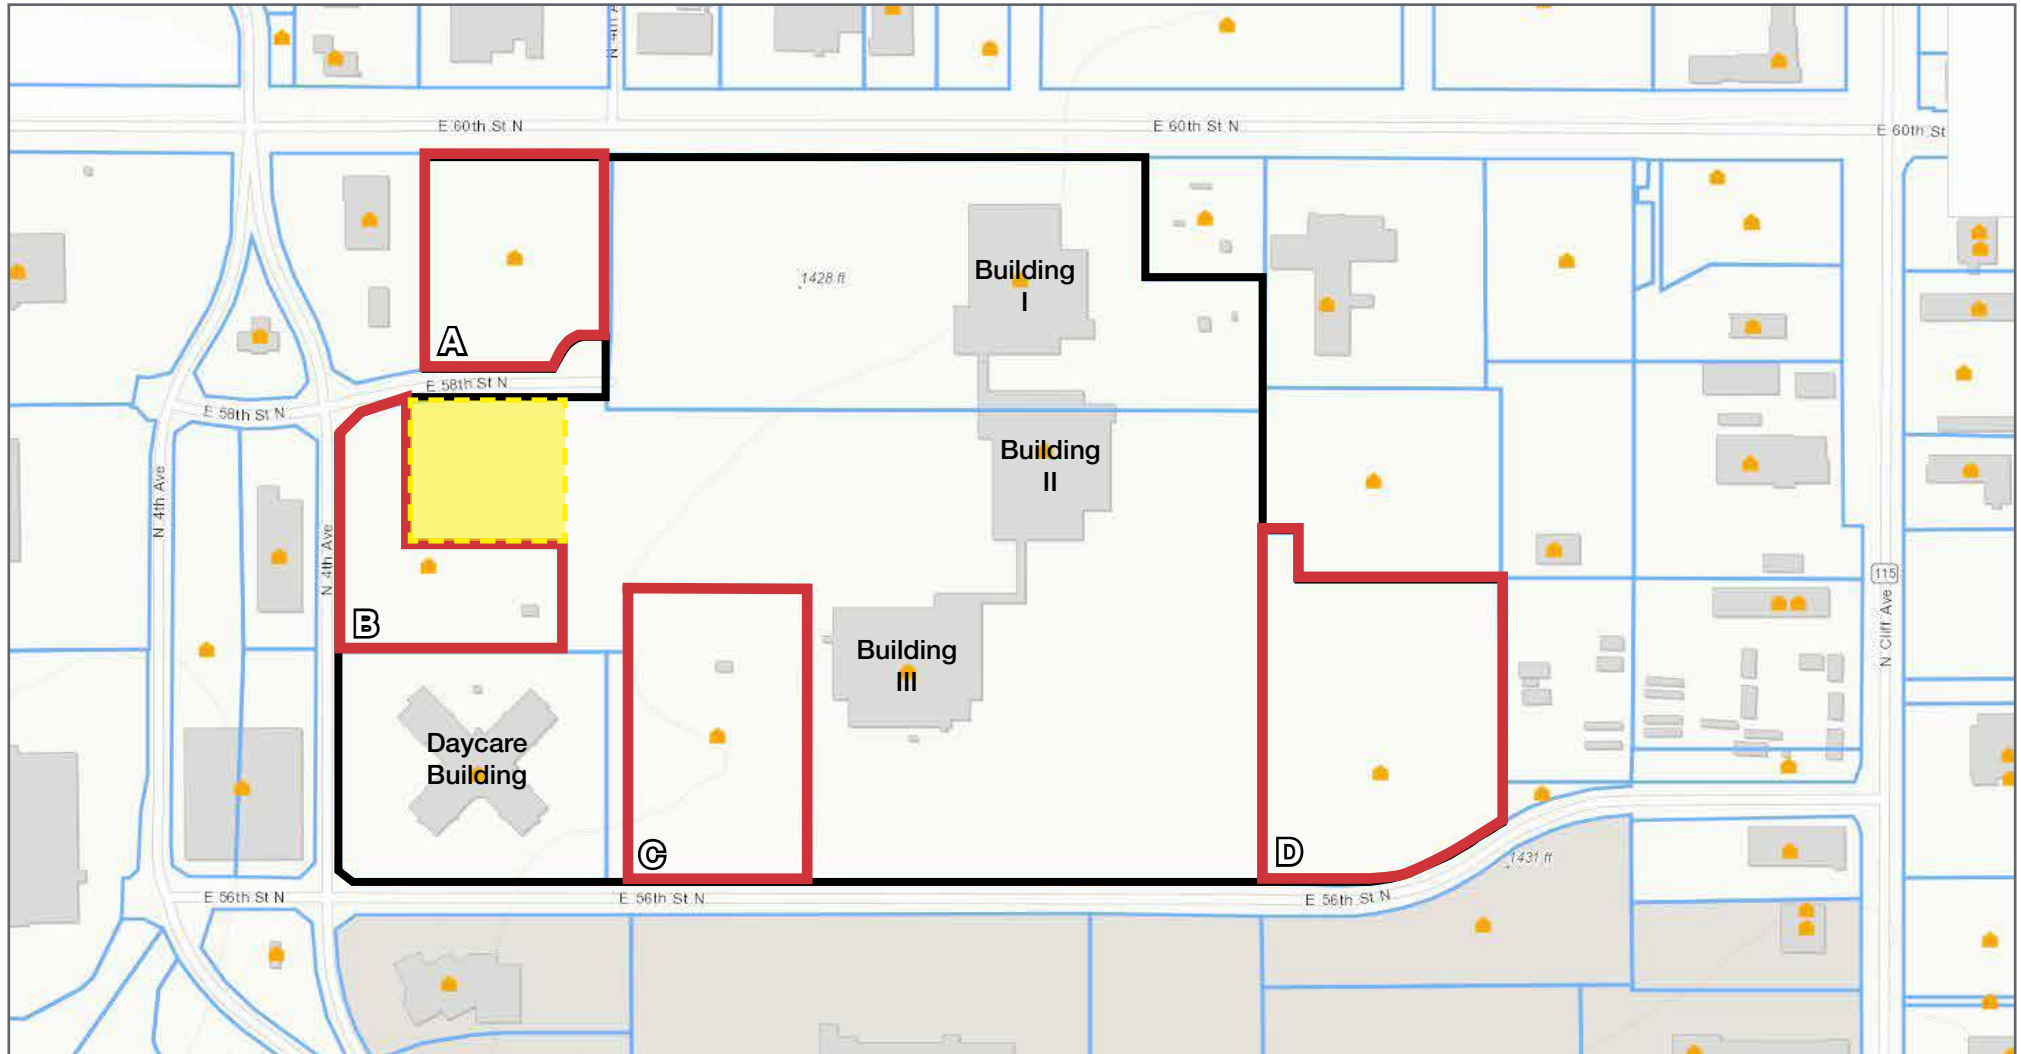 N 4th A
E 60th St N
E 60th St N
E 60th St
1428 ft
Building
I
A
E 58th St N
E 58th St N
Building
II
N 4th Ave
N 4th Ave
115
N Cliff Ave
B
Building
III
Daycare
Building
C
D
1431 ft
E 56th St N
E 56th St N
E 56th St N